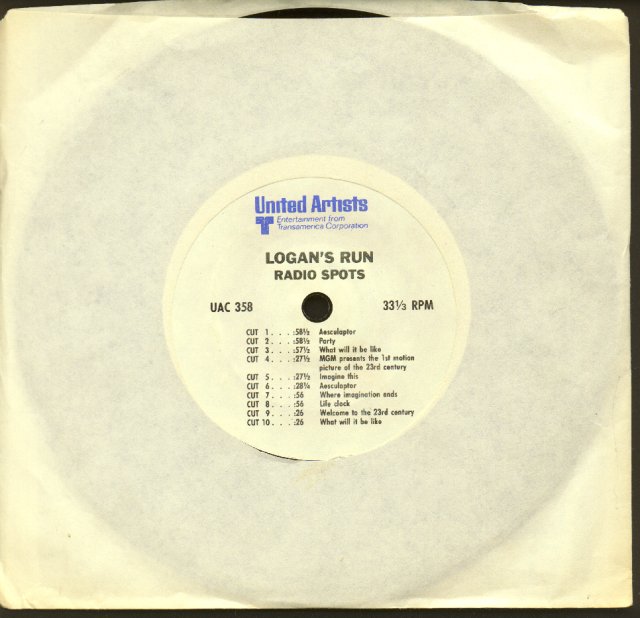 United Artists
Entertainment from
Transamerica Corporation
LOGAN'S RUN
RADIO SPOTS
UAC 358
33⅓ RPM
CUT 1. . . .:58½ Aesculaptor
CUT 2. . . .:58½ Party
CUT 3. . . .:57½ What will it be like
CUT 4. . . .:27½ MGM presents the 1st motion
picture of the 23rd century
CUT 5. . . .:27½ Imagine this
CUT 6. . . .:28¼ Aesculaptor
CUT 7. . . .:56 Where imagination ends
CUT 8. . . .:56 Life clock
CUT 9. . . .:26 Welcome to the 23rd century
CUT 10. . . .:26 What will it be like